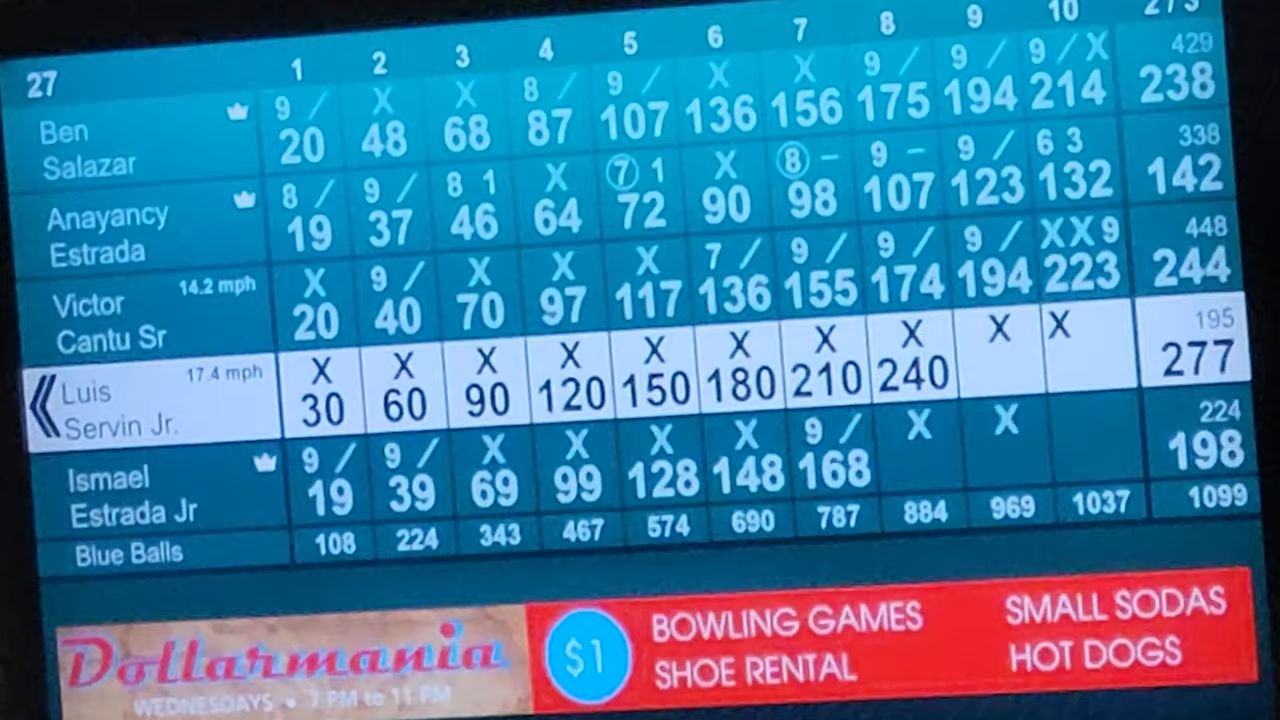 27 1 2 3 4 5 6 7 8 9 10 273
Ben 9 / X X 8 / 9 / X X 9 / 9 / 9 / X 429
Salazar 20 48 68 87 107 136 156 175 194 214 238
Anayancy 8 / 9 / 8 1 X 7 1 X 8 - 9 - 9 / 6 3 338
Estrada 19 37 46 64 72 90 98 107 123 132 142
Victor 14.2 mph X 9 / X X X 7 / 9 / 9 / 9 / X X 9 448
Cantu Sr 20 40 70 97 117 136 155 174 194 223 244
Luis 17.4 mph X X X X X X X X X X 195
Servin Jr. 30 60 90 120 150 180 210 240 277
Ismael 9 / 9 / X X X X 9 / X X 224
Estrada Jr 19 39 69 99 128 148 168 198
Blue Balls 108 224 343 467 574 690 787 884 969 1037 1099
Dollarmania
WEDNESDAYS • 7 PM to 11 PM
$1
BOWLING GAMES SMALL SODAS
SHOE RENTAL HOT DOGS